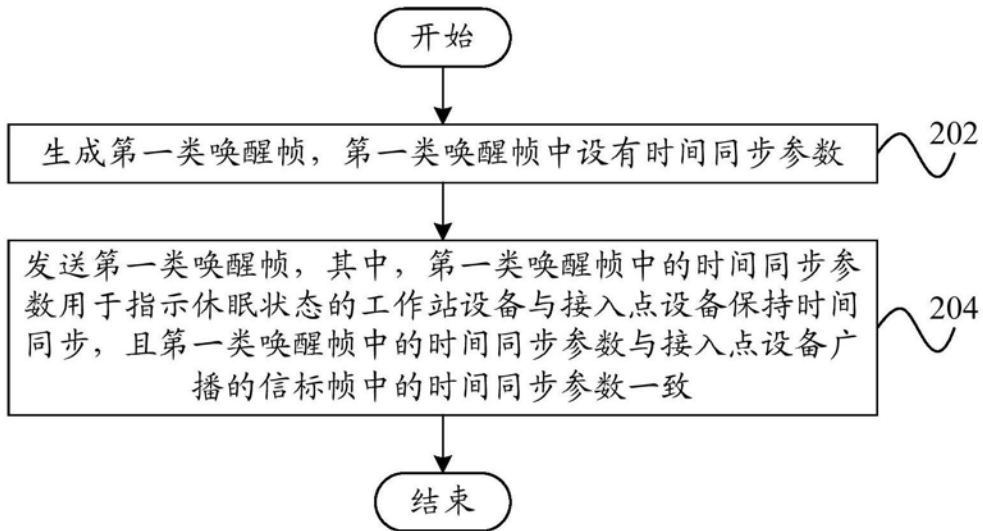 开始
生成第一类唤醒帧，第一类唤醒帧中设有时间同步参数
202
发送第一类唤醒帧，其中，第一类唤醒帧中的时间同步参
数用于指示休眠状态的工作站设备与接入点设备保持时间
同步，且第一类唤醒帧中的时间同步参数与接入点设备广
播的信标帧中的时间同步参数一致
204
结束